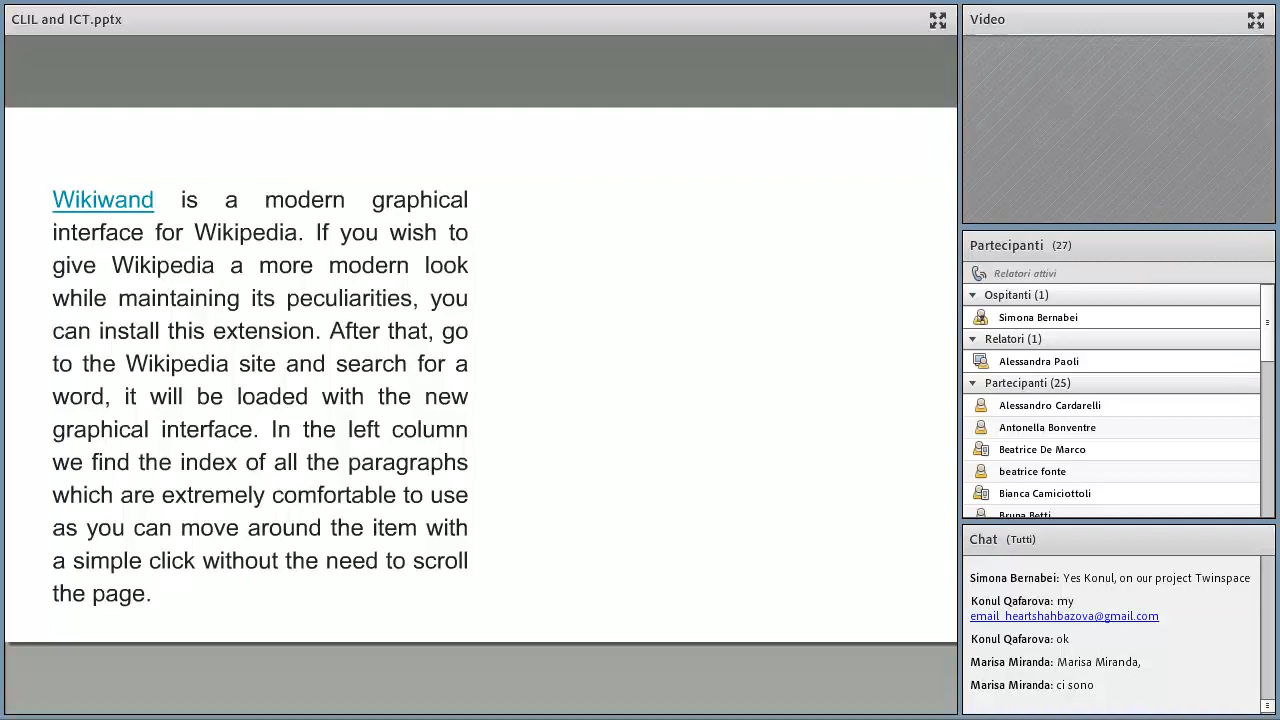 CLIL and ICT.pptx
Wikiwand is a modern graphical
interface for Wikipedia. If you wish to
give Wikipedia a more modern look
while maintaining its peculiarities, you
can install this extension. After that, go
to the Wikipedia site and search for a
word, it will be loaded with the new
graphical interface. In the left column
we find the index of all the paragraphs
which are extremely comfortable to use
as you can move around the item with
a simple click without the need to scroll
the page.
Video
Partecipanti (27)
Relatori attivi
Ospitanti (1)
Simona Bernabei
Relatori (1)
Alessandra Paoli
Partecipanti (25)
Alessandro Cardarelli
Antonella Bonventre
Beatrice De Marco
beatrice fonte
Bianca Camiciottoli
Bruna Betti
Chat (Tutti)
Simona Bernabei: Yes Konul, on our project Twinspace
Konul Qafarova: my
email_heartshahbazova@gmail.com
Konul Qafarova: ok
Marisa Miranda: Marisa Miranda,
Marisa Miranda: ci sono